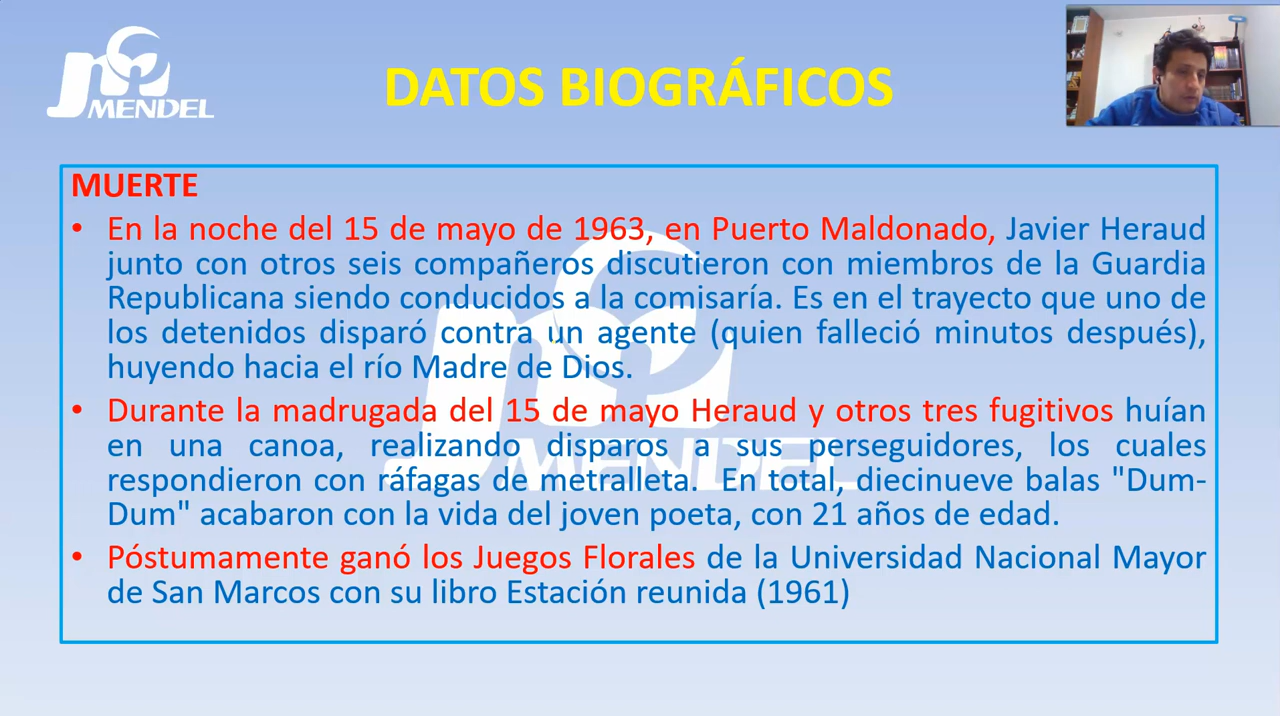 MENDEL
DATOS BIOGRÁFICOS
MUERTE
• En la noche del 15 de mayo de 1963, en Puerto Maldonado, Javier Heraud
junto con otros seis compañeros discutieron con miembros de la Guardia
Republicana siendo conducidos a la comisaría. Es en el trayecto que uno de
los detenidos disparó contra un agente (quien falleció minutos después),
huyendo hacia el río Madre de Dios.
• Durante la madrugada del 15 de mayo Heraud y otros tres fugitivos huían
en una canoa, realizando disparos a sus perseguidores, los cuales
respondieron con ráfagas de metralleta. En total, diecinueve balas "Dum-
Dum" acabaron con la vida del joven poeta, con 21 años de edad.
• Póstumamente ganó los Juegos Florales de la Universidad Nacional Mayor
de San Marcos con su libro Estación reunida (1961)
MENDEL